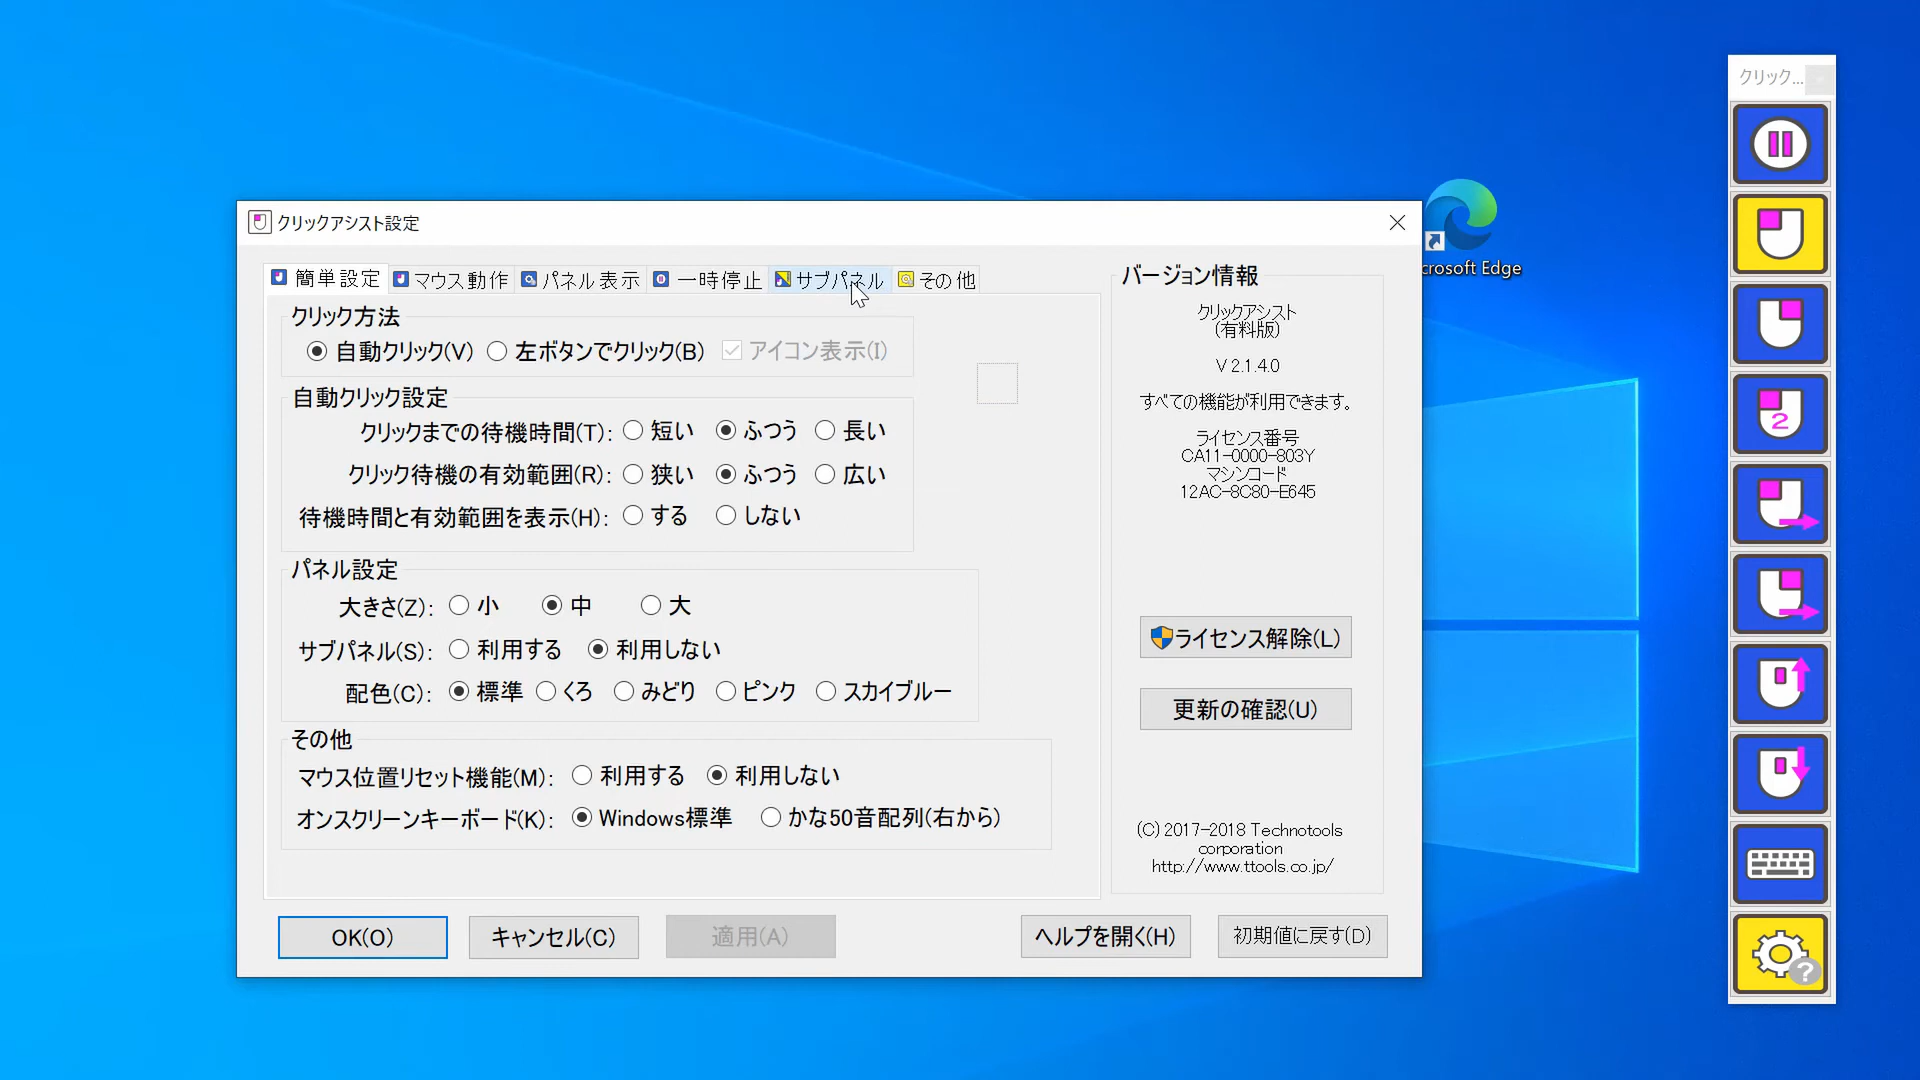 クリック...
クリックアシスト設定
簡単設定 マウス動作 パネル表示 一時停止 サブパネル その他
クリック方法
自動クリック(V) 左ボタンでクリック(B) アイコン表示(I)
自動クリック設定
クリックまでの待機時間(T): 短い ふつう 長い
クリック待機の有効範囲(R): 狭い ふつう 広い
待機時間と有効範囲を表示(H): する しない
パネル設定
大きさ(Z): 小 中 大
サブパネル(S): 利用する 利用しない
配色(C): 標準 くろ みどり ピンク スカイブルー
その他
マウス位置リセット機能(M): 利用する 利用しない
オンスクリーンキーボード(K): Windows標準 かな50音配列(右から)
OK(O) キャンセル(C) 適用(A) ヘルプを開く(H) 初期値に戻す(D)
バージョン情報
クリックアシスト
(有料版)
V 2.1.4.0
すべての機能が利用できます。
ライセンス番号
CA11-0000-803Y
マシンコード
12AC-8C80-E645
ライセンス解除(L)
更新の確認(U)
(C) 2017-2018 Technotools
corporation
http://www.ttools.co.jp/
crosoft Edge
2
?